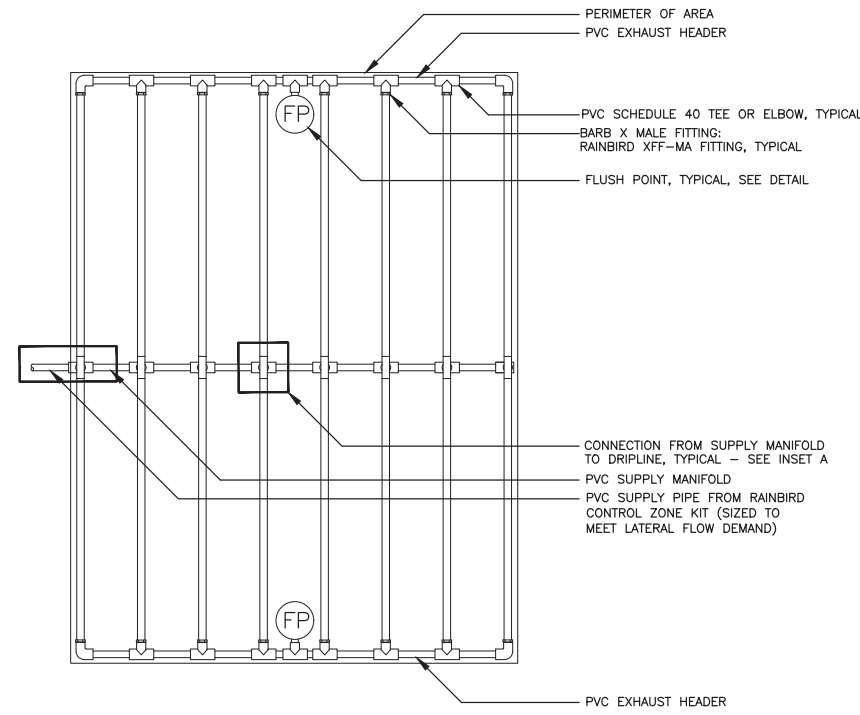 PERIMETER OF AREA
PVC EXHAUST HEADER
PVC SCHEDULE 40 TEE OR ELBOW, TYPICAL
BARB X MALE FITTING:
RAINBIRD XFF-MA FITTING, TYPICAL
FP
FLUSH POINT, TYPICAL, SEE DETAIL
CONNECTION FROM SUPPLY MANIFOLD
TO DRIPLINE, TYPICAL – SEE INSET A
PVC SUPPLY MANIFOLD
PVC SUPPLY PIPE FROM RAINBIRD
CONTROL ZONE KIT (SIZED TO
MEET LATERAL FLOW DEMAND)
FP
PVC EXHAUST HEADER